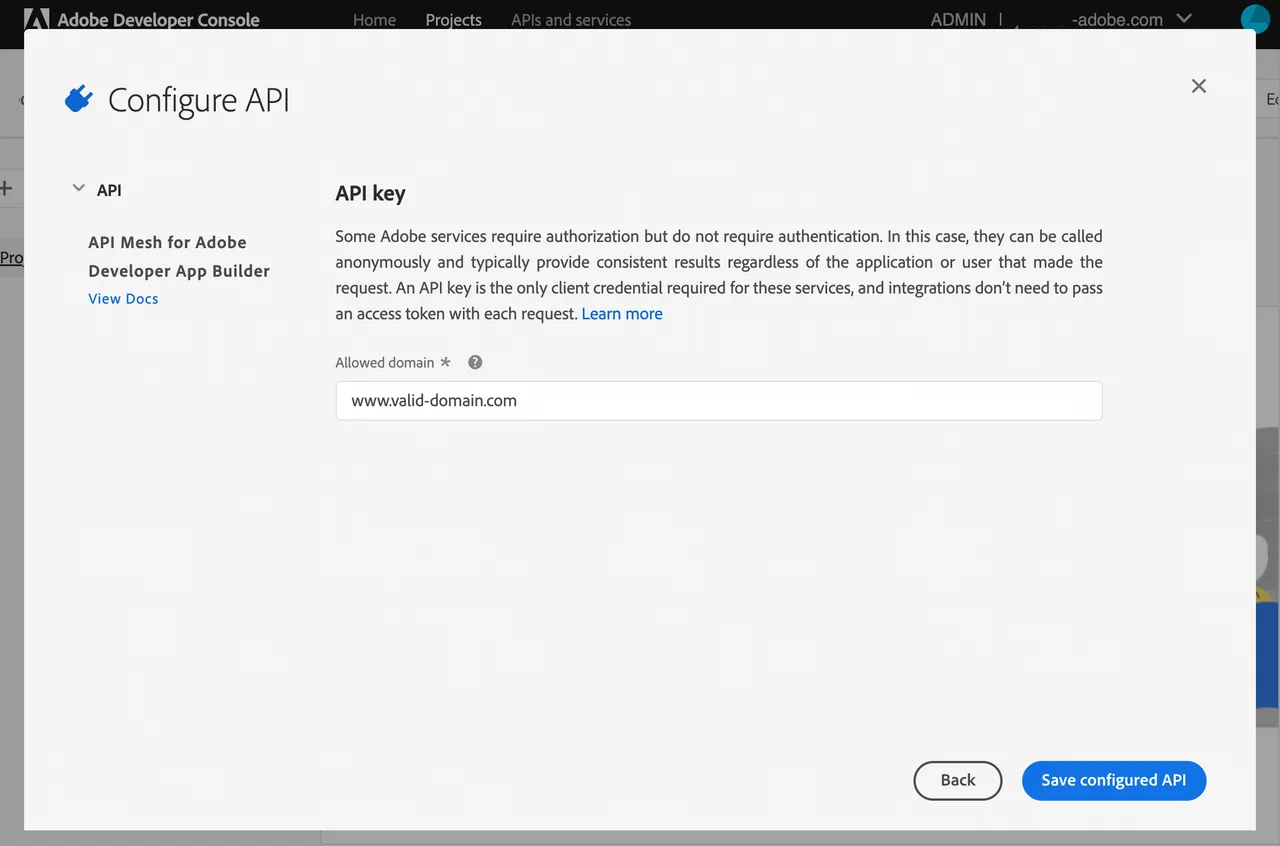 Adobe Developer Console
Home Projects APIs and services
ADMIN | -adobe.com
Configure API
API
API Mesh for Adobe
Developer App Builder
View Docs
API key
Some Adobe services require authorization but do not require authentication. In this case, they can be called
anonymously and typically provide consistent results regardless of the application or user that made the
request. An API key is the only client credential required for these services, and integrations don’t need to pass
an access token with each request. Learn more
Allowed domain *
www.valid-domain.com
Back
Save configured API